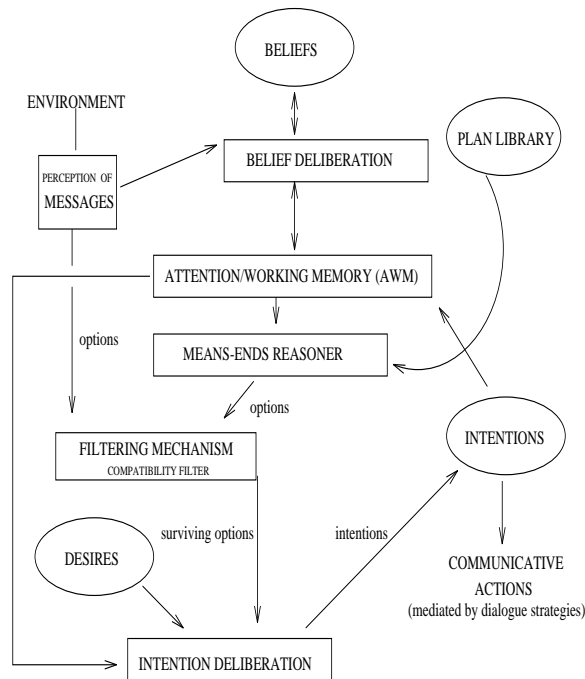 BELIEFS
ENVIRONMENT
PLAN LIBRARY
BELIEF DELIBERATION
PERCEPTION OF
MESSAGES
ATTENTION/WORKING MEMORY (AWM)
options
MEANS-ENDS REASONER
options
FILTERING MECHANISM
COMPATIBILITY FILTER
INTENTIONS
surviving options
intentions
DESIRES
COMMUNICATIVE
ACTIONS
(mediated by dialogue strategies)
INTENTION DELIBERATION